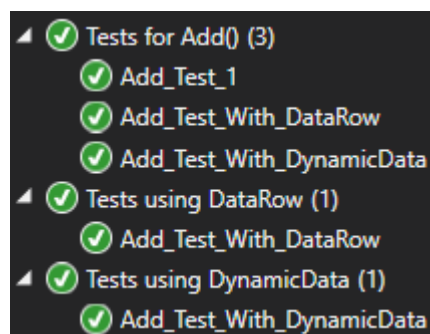 Tests for Add() (3)
Add_Test_1
Add_Test_With_DataRow
Add_Test_With_DynamicData
Tests using DataRow (1)
Add_Test_With_DataRow
Tests using DynamicData (1)
Add_Test_With_DynamicData